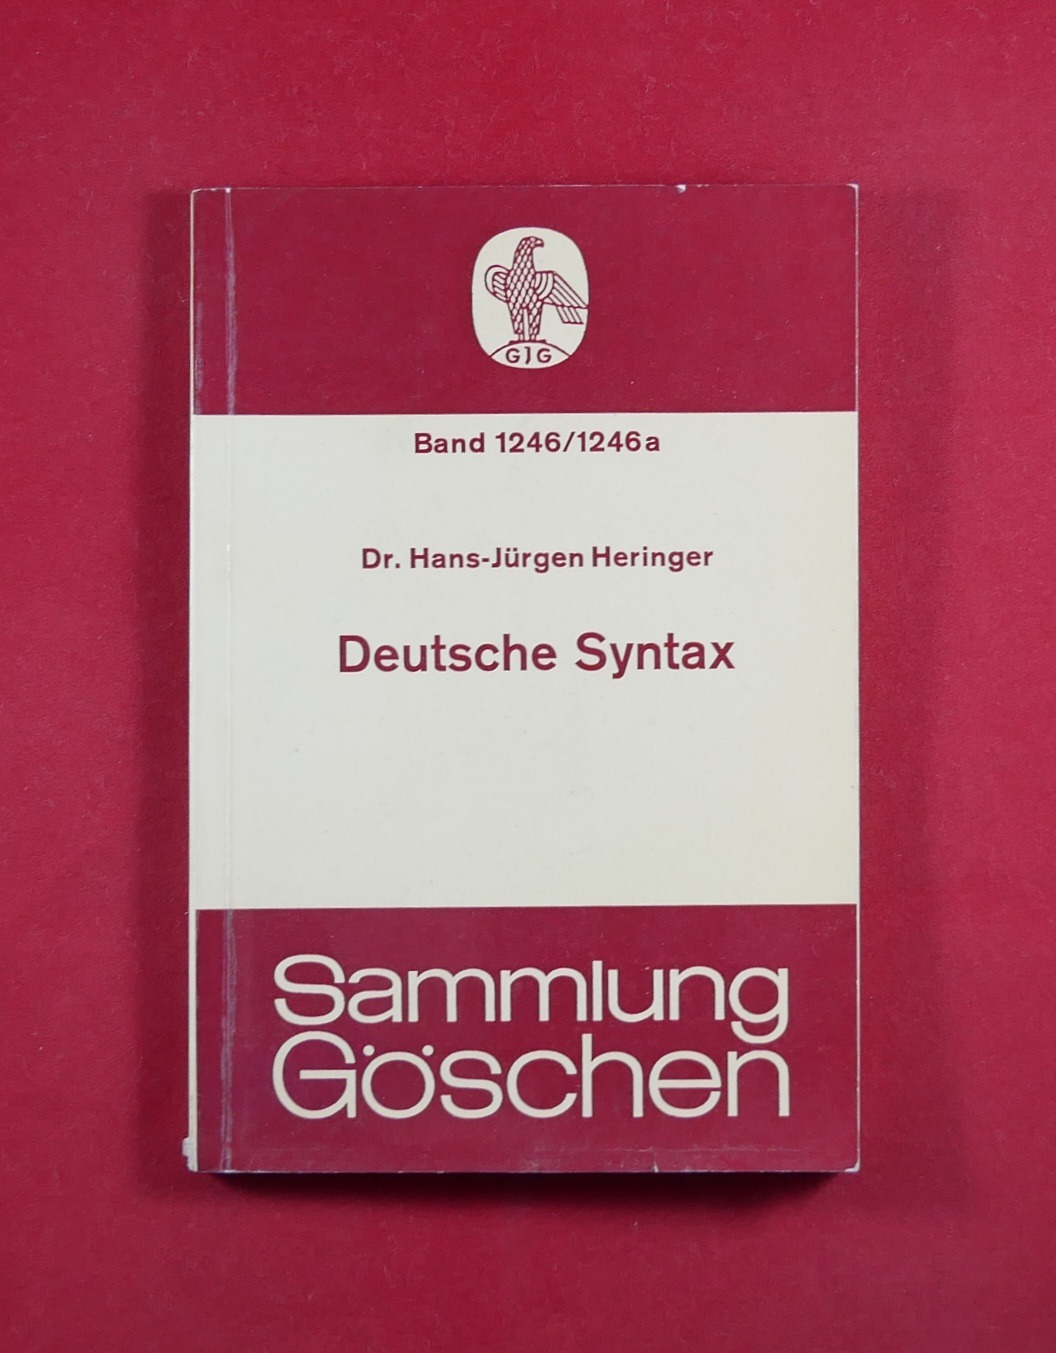 GJG
Band 1246/1246a
Dr. Hans-Jürgen Heringer
Deutsche Syntax
Sammlung
Göschen